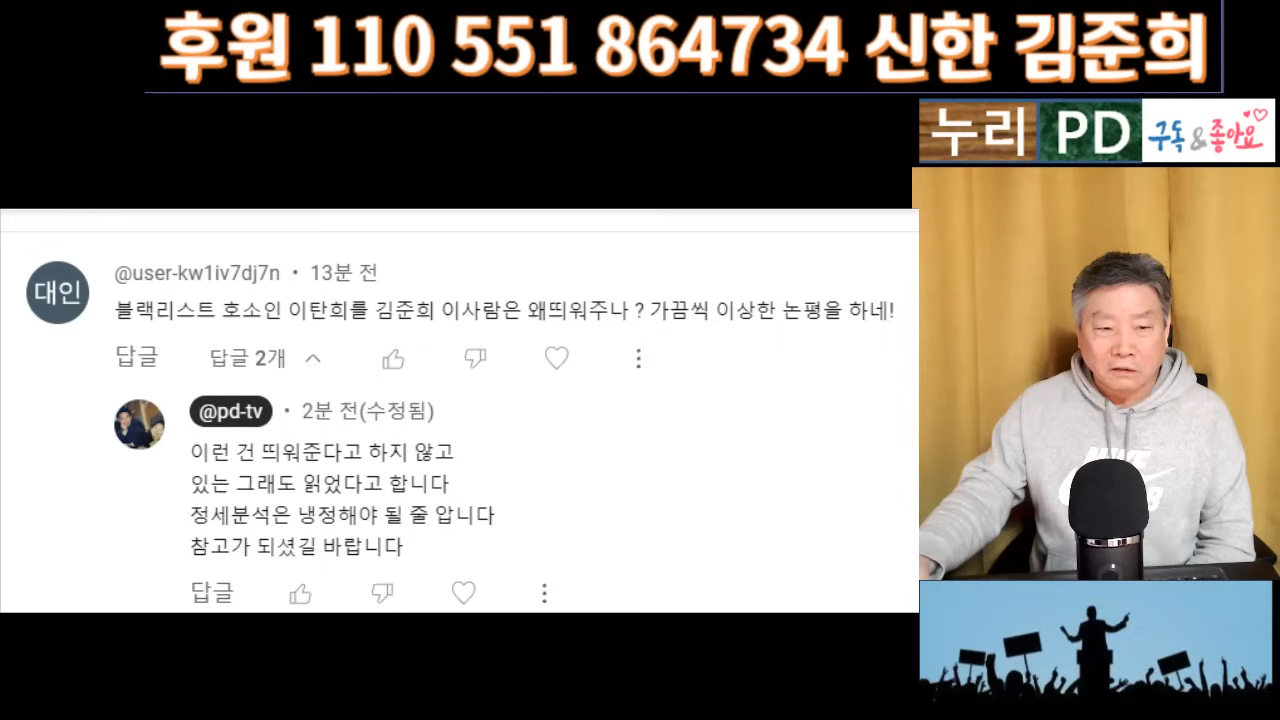 후원 110 551 864734 신한 김준희
누리 PD 구독 & 좋아요
대인
@user-kw1iv7dj7n • 13분 전
블랙리스트 호소인 이탄희를 김준희 이사람은 왜띄워주나 ? 가끔씩 이상한 논평을 하네!
답글 답글 2개
@pd-tv • 2분 전(수정됨)
이런 건 띄워준다고 하지 않고
있는 그래도 읽었다고 합니다
정세분석은 냉정해야 될 줄 압니다
참고가 되셨길 바랍니다
답글